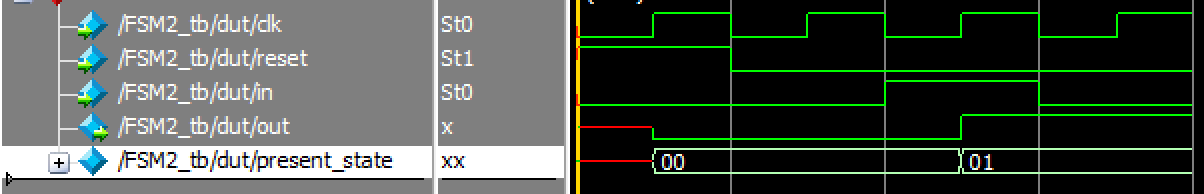 /FSM2_tb/dut/clk St0
/FSM2_tb/dut/reset St1
/FSM2_tb/dut/in St0
/FSM2_tb/dut/out x
/FSM2_tb/dut/present_state xx 00 01